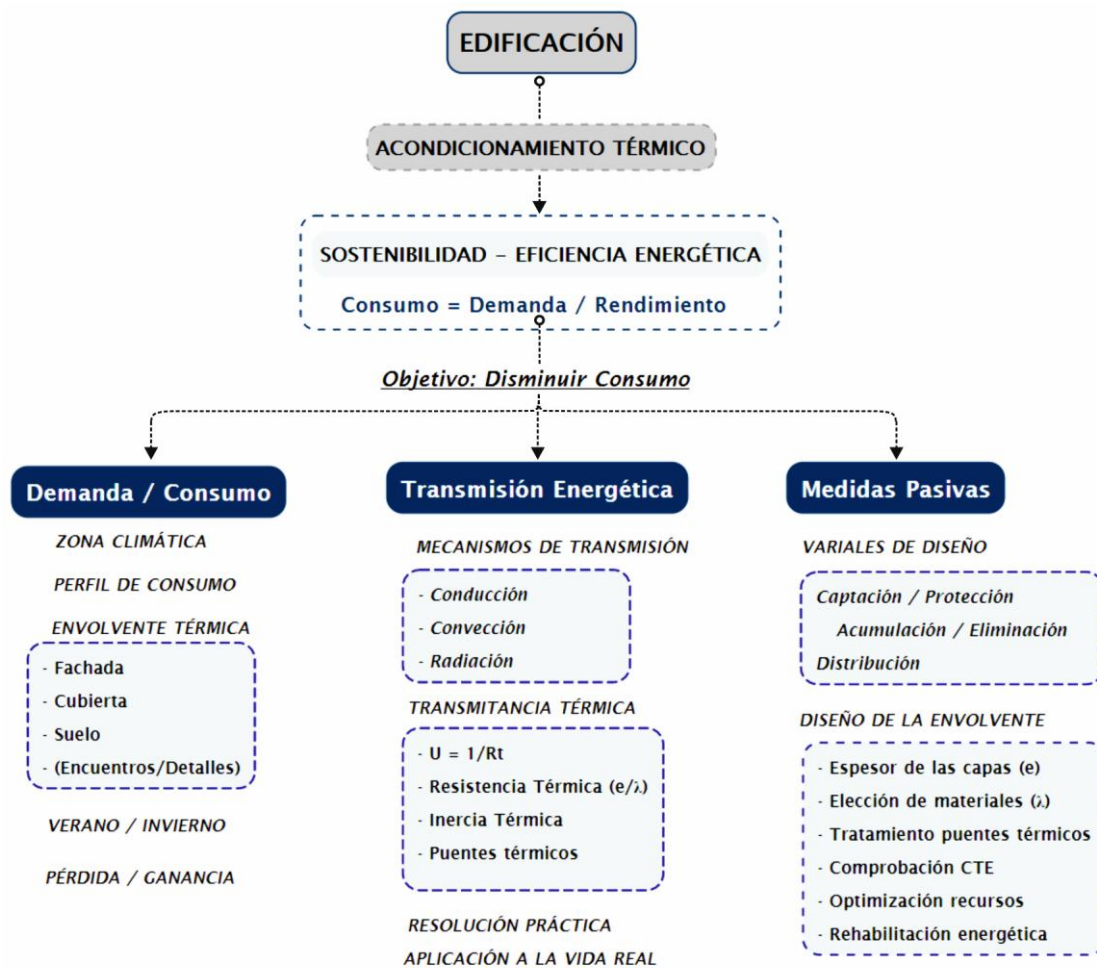 EDIFICACIÓN
ACONDICIONAMIENTO TÉRMICO
SOSTENIBILIDAD – EFICIENCIA ENERGÉTICA
Consumo = Demanda / Rendimiento
Objetivo: Disminuir Consumo
Demanda / Consumo
ZONA CLIMÁTICA
PERFIL DE CONSUMO
ENVOLVENTE TÉRMICA
- Fachada
- Cubierta
- Suelo
- (Encuentros/Detalles)
VERANO / INVIERNO
PÉRDIDA / GANANCIA
Transmisión Energética
MECANISMOS DE TRANSMISIÓN
- Conducción
- Convección
- Radiación
TRANSMITANCIA TÉRMICA
- U = 1/Rt
- Resistencia Térmica (e/λ)
- Inercia Térmica
- Puentes térmicos
RESOLUCIÓN PRÁCTICA
APLICACIÓN A LA VIDA REAL
Medidas Pasivas
VARIALES DE DISEÑO
Captación / Protección
Acumulación / Eliminación
Distribución
DISEÑO DE LA ENVOLVENTE
- Espesor de las capas (e)
- Elección de materiales (λ)
- Tratamiento puentes térmicos
- Comprobación CTE
- Optimización recursos
- Rehabilitación energética